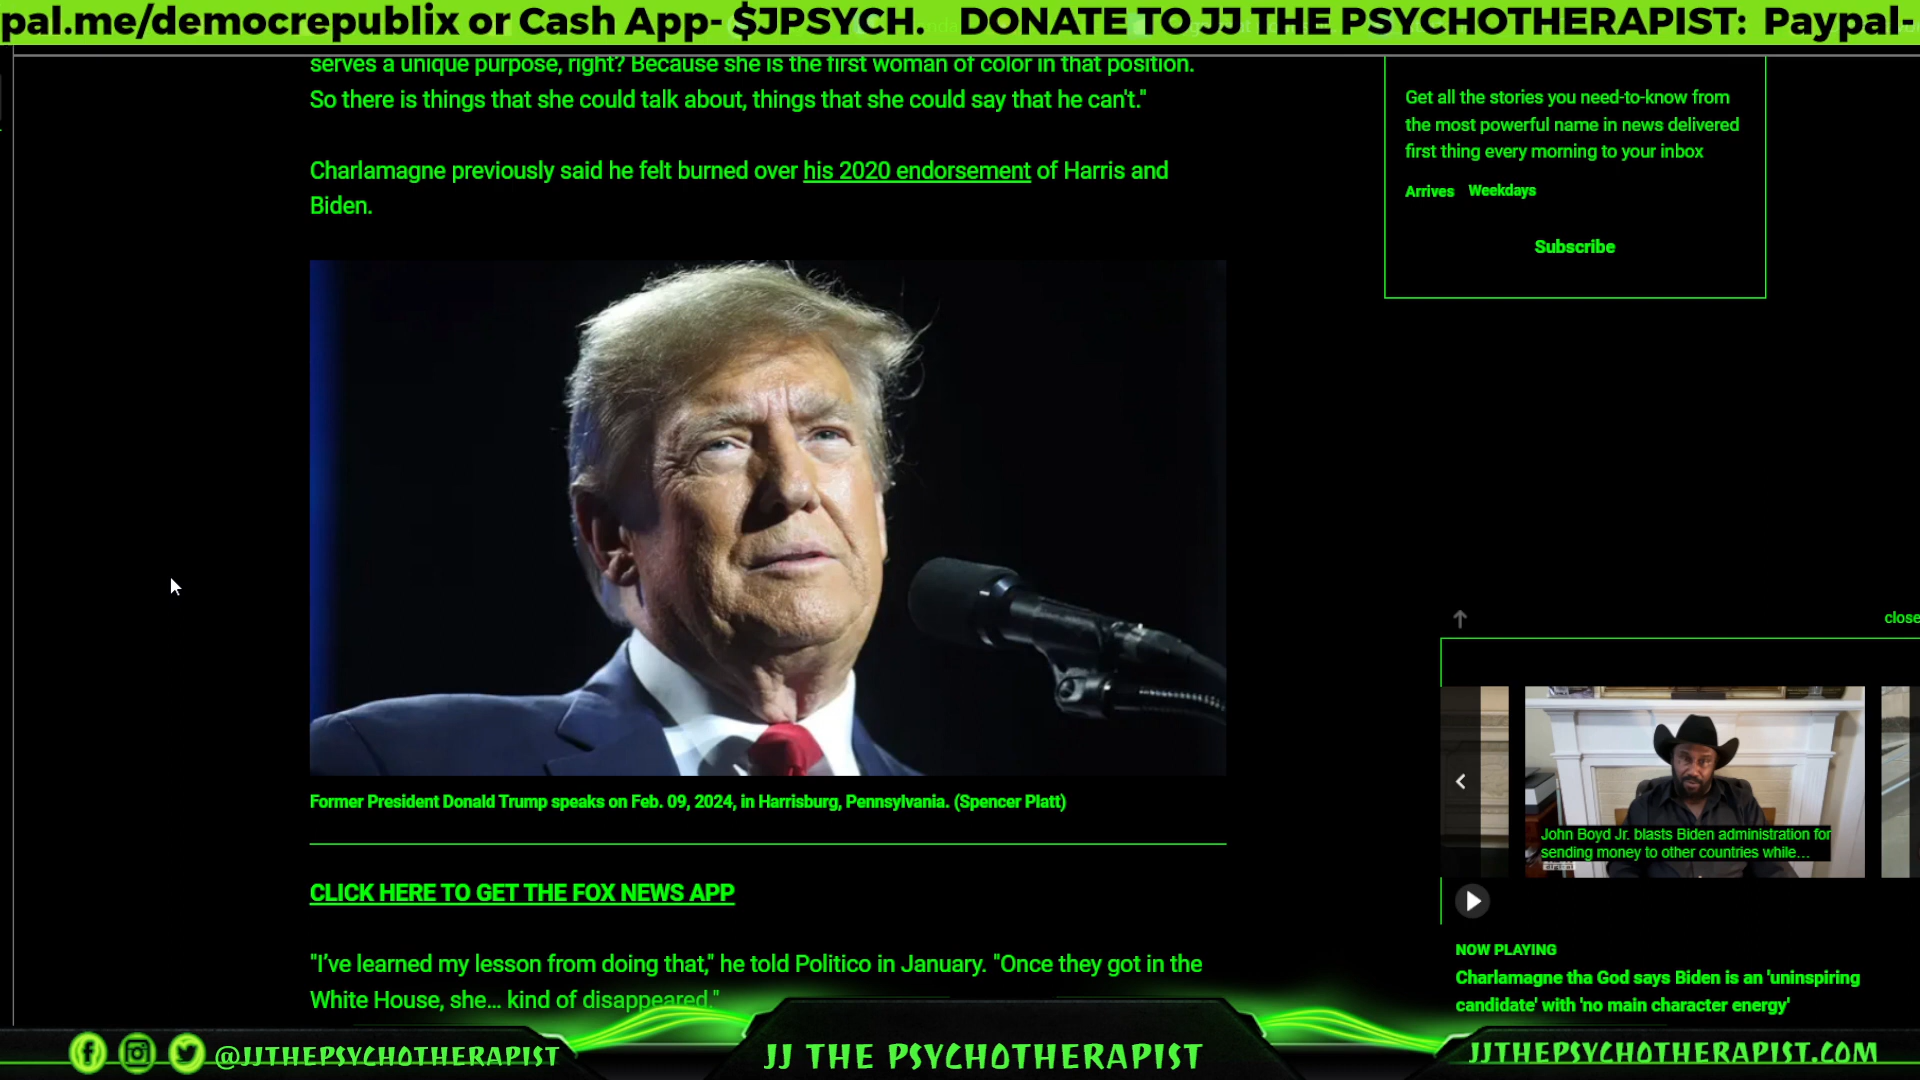 pal.me/democrepublix or Cash App- $JPSYCH. DONATE TO JJ THE PSYCHOTHERAPIST: Paypal-
serves a unique purpose, right? Because she is the first woman of color in that position.
So there is things that she could talk about, things that she could say that he can't."
Charlamagne previously said he felt burned over his 2020 endorsement of Harris and
Biden.
Former President Donald Trump speaks on Feb. 09, 2024, in Harrisburg, Pennsylvania. (Spencer Platt)
CLICK HERE TO GET THE FOX NEWS APP
"I’ve learned my lesson from doing that," he told Politico in January. "Once they got in the
White House, she… kind of disappeared."
Get all the stories you need-to-know from
the most powerful name in news delivered
first thing every morning to your inbox
Arrives Weekdays
Subscribe
close
John Boyd Jr. blasts Biden administration for
sending money to other countries while...
NOW PLAYING
Charlamagne tha God says Biden is an 'uninspiring
candidate' with 'no main character energy'
@JJTHEPSYCHOTHERAPIST
JJ THE PSYCHOTHERAPIST
JJTHEPSYCHOTHERAPIST.COM